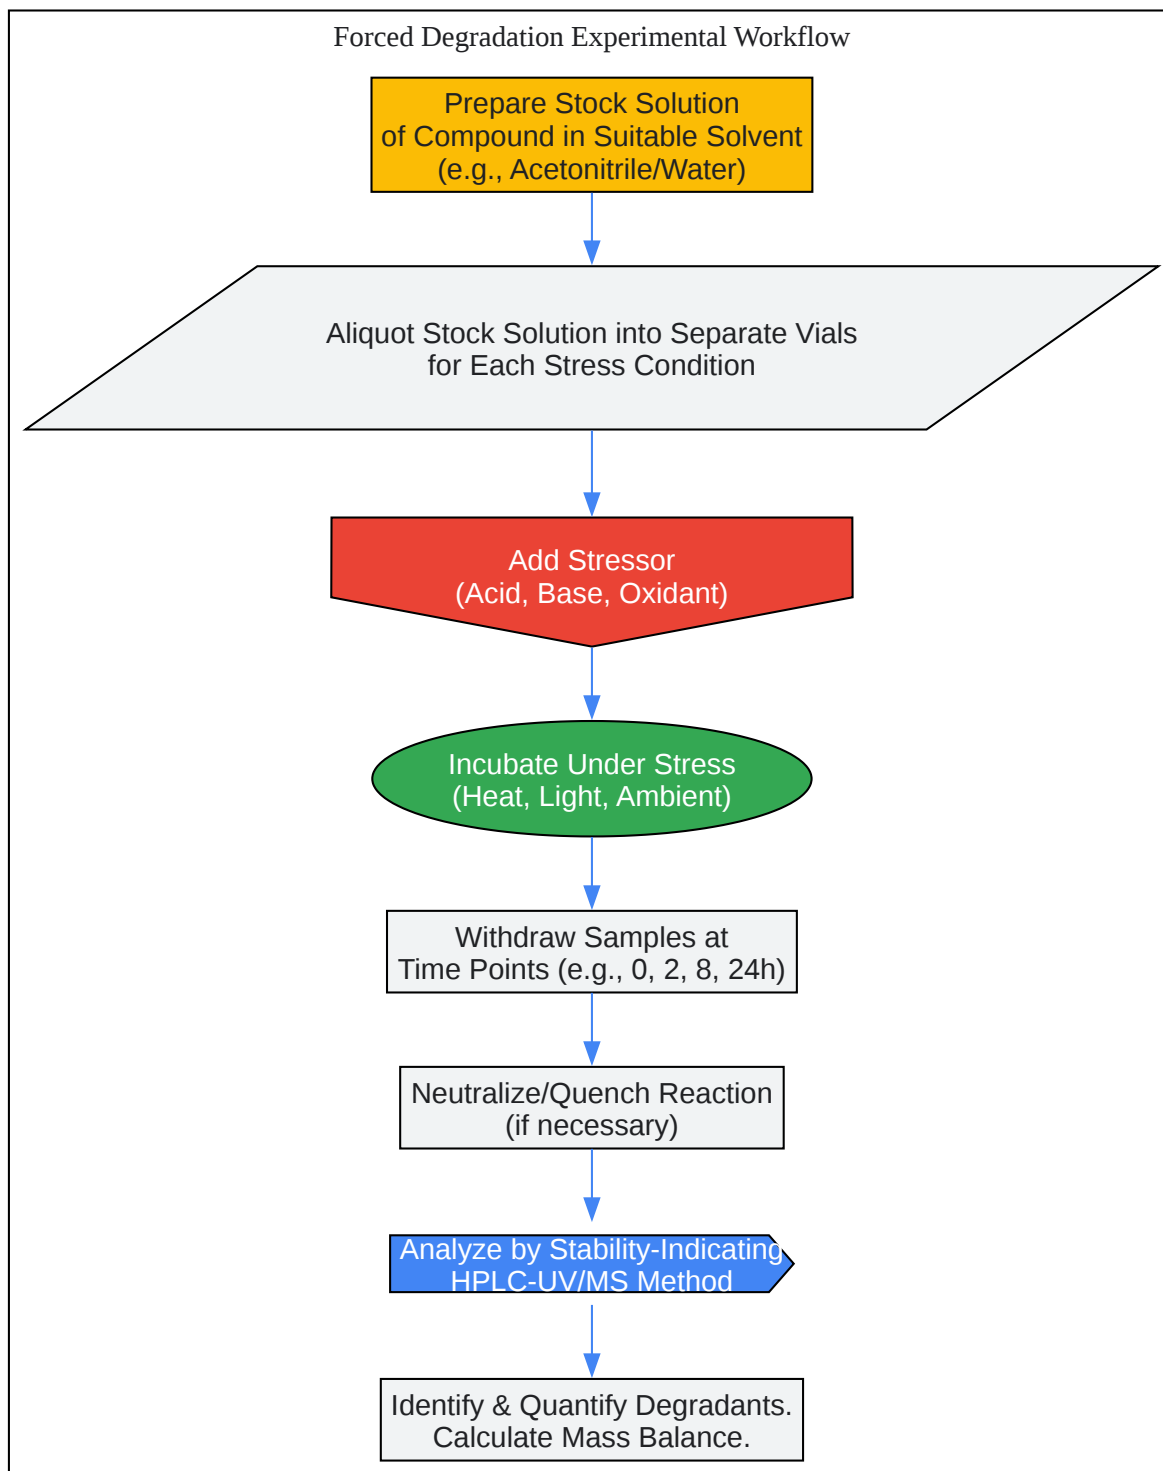 Forced Degradation Experimental Workflow
Prepare Stock Solution
of Compound in Suitable Solvent
(e.g., Acetonitrile/Water)
Aliquot Stock Solution into Separate Vials
for Each Stress Condition
Add Stressor
(Acid, Base, Oxidant)
Incubate Under Stress
(Heat, Light, Ambient)
Withdraw Samples at
Time Points (e.g., 0, 2, 8, 24h)
Neutralize/Quench Reaction
(if necessary)
Analyze by Stability-Indicating
HPLC-UV/MS Method
Identify & Quantify Degradants.
Calculate Mass Balance.